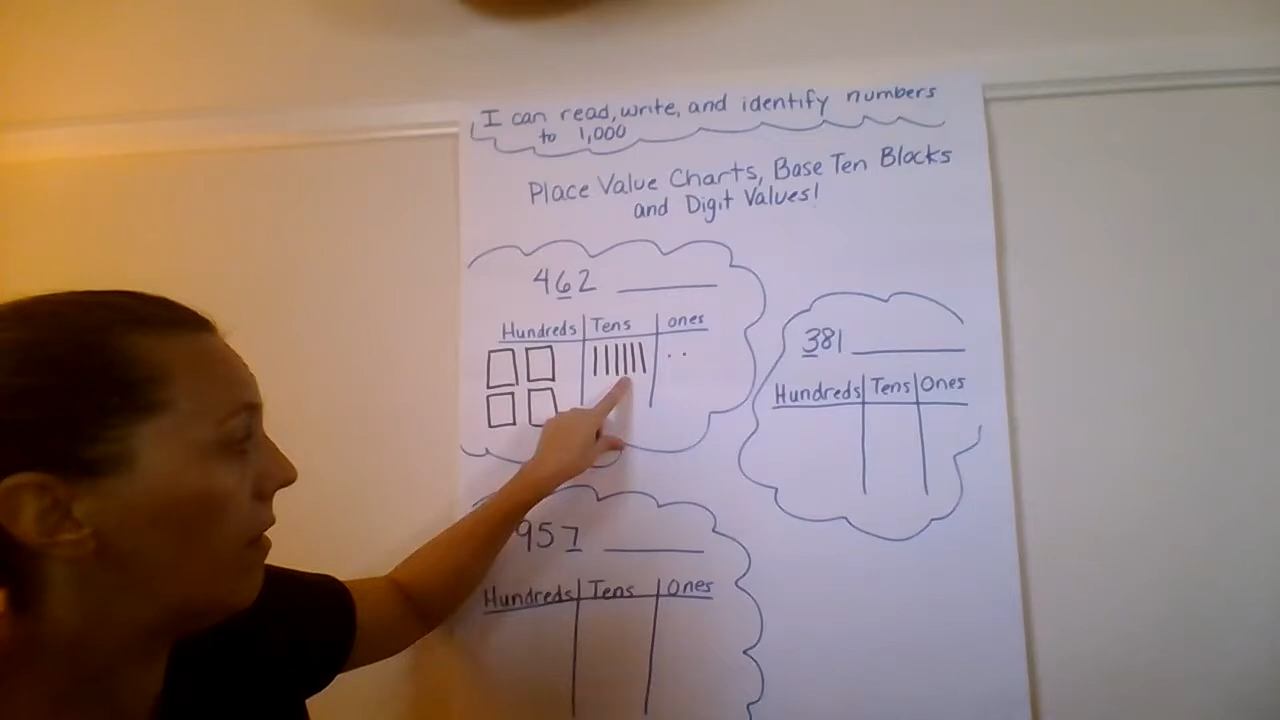 I can read, write, and identify numbers
to 1,000
Place Value Charts, Base Ten Blocks
and Digit Values!
462
Hundreds Tens ones
381
Hundreds Tens Ones
957
Hundreds Tens Ones